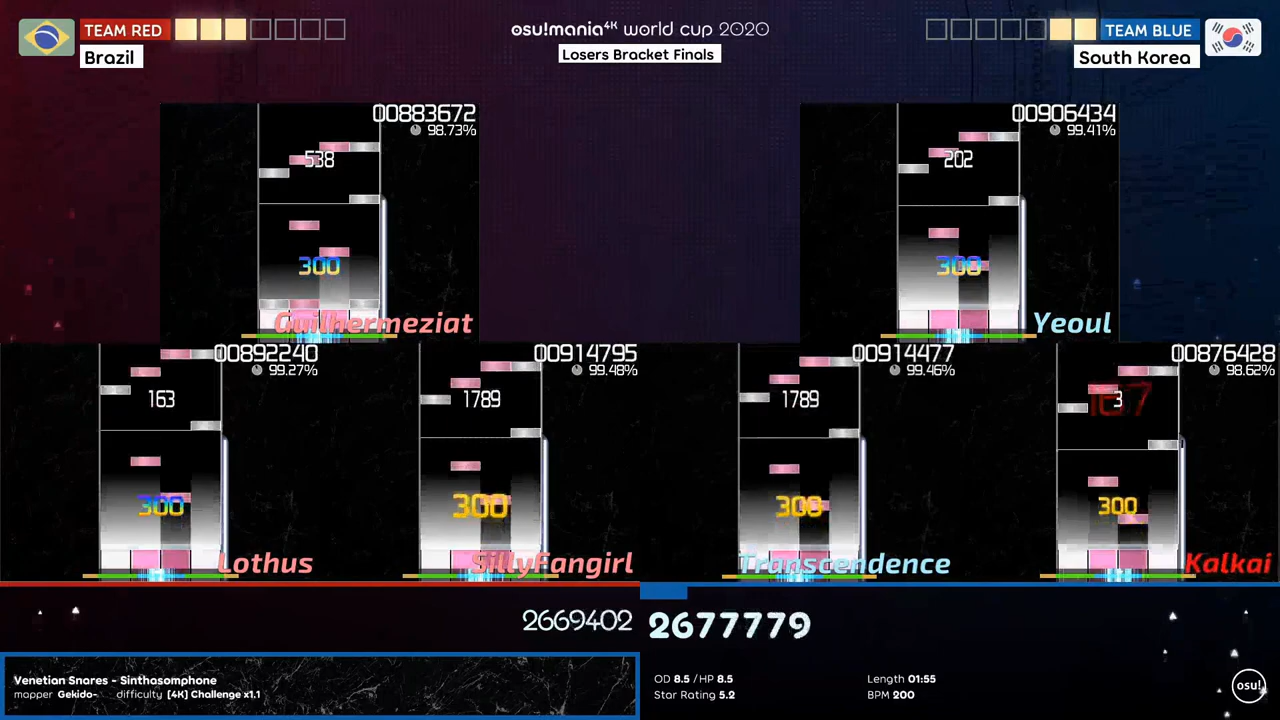 TEAM RED
Brazil
osu!mania4K world cup 2020
Losers Bracket Finals
TEAM BLUE
South Korea
00883672
98.73%
538
300
Guilhermeziat
00906434
99.41%
202
300
Yeoul
00892240
99.27%
163
300
Lothus
00914795
99.48%
1789
300
SillyFangirl
00914477
99.46%
1789
300
Transcendence
00876428
98.62%
3
300
Kalkai
2669402
2677779
Venetian Snares - Sinthasomphone
mapper Gekido- difficulty [4K] Challenge x1.1
OD 8.5 / HP 8.5
Star Rating 5.2
Length 01:55
BPM 200
osu!